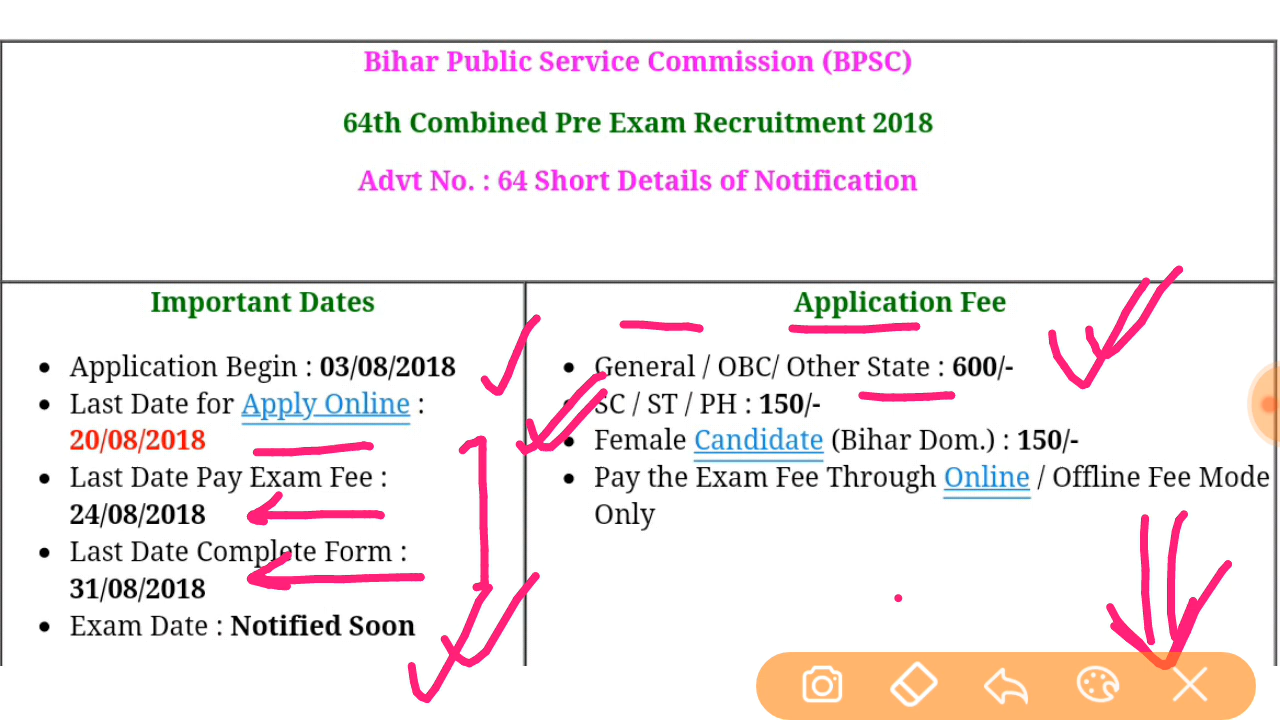 Bihar Public Service Commission (BPSC)
64th Combined Pre Exam Recruitment 2018
Advt No. : 64 Short Details of Notification
Important Dates
Application Begin : 03/08/2018
Last Date for Apply Online :
20/08/2018
Last Date Pay Exam Fee :
24/08/2018
Last Date Complete Form :
31/08/2018
Exam Date : Notified Soon
Application Fee
General / OBC/ Other State : 600/-
SC / ST / PH : 150/-
Female Candidate (Bihar Dom.) : 150/-
Pay the Exam Fee Through Online / Offline Fee Mode
Only